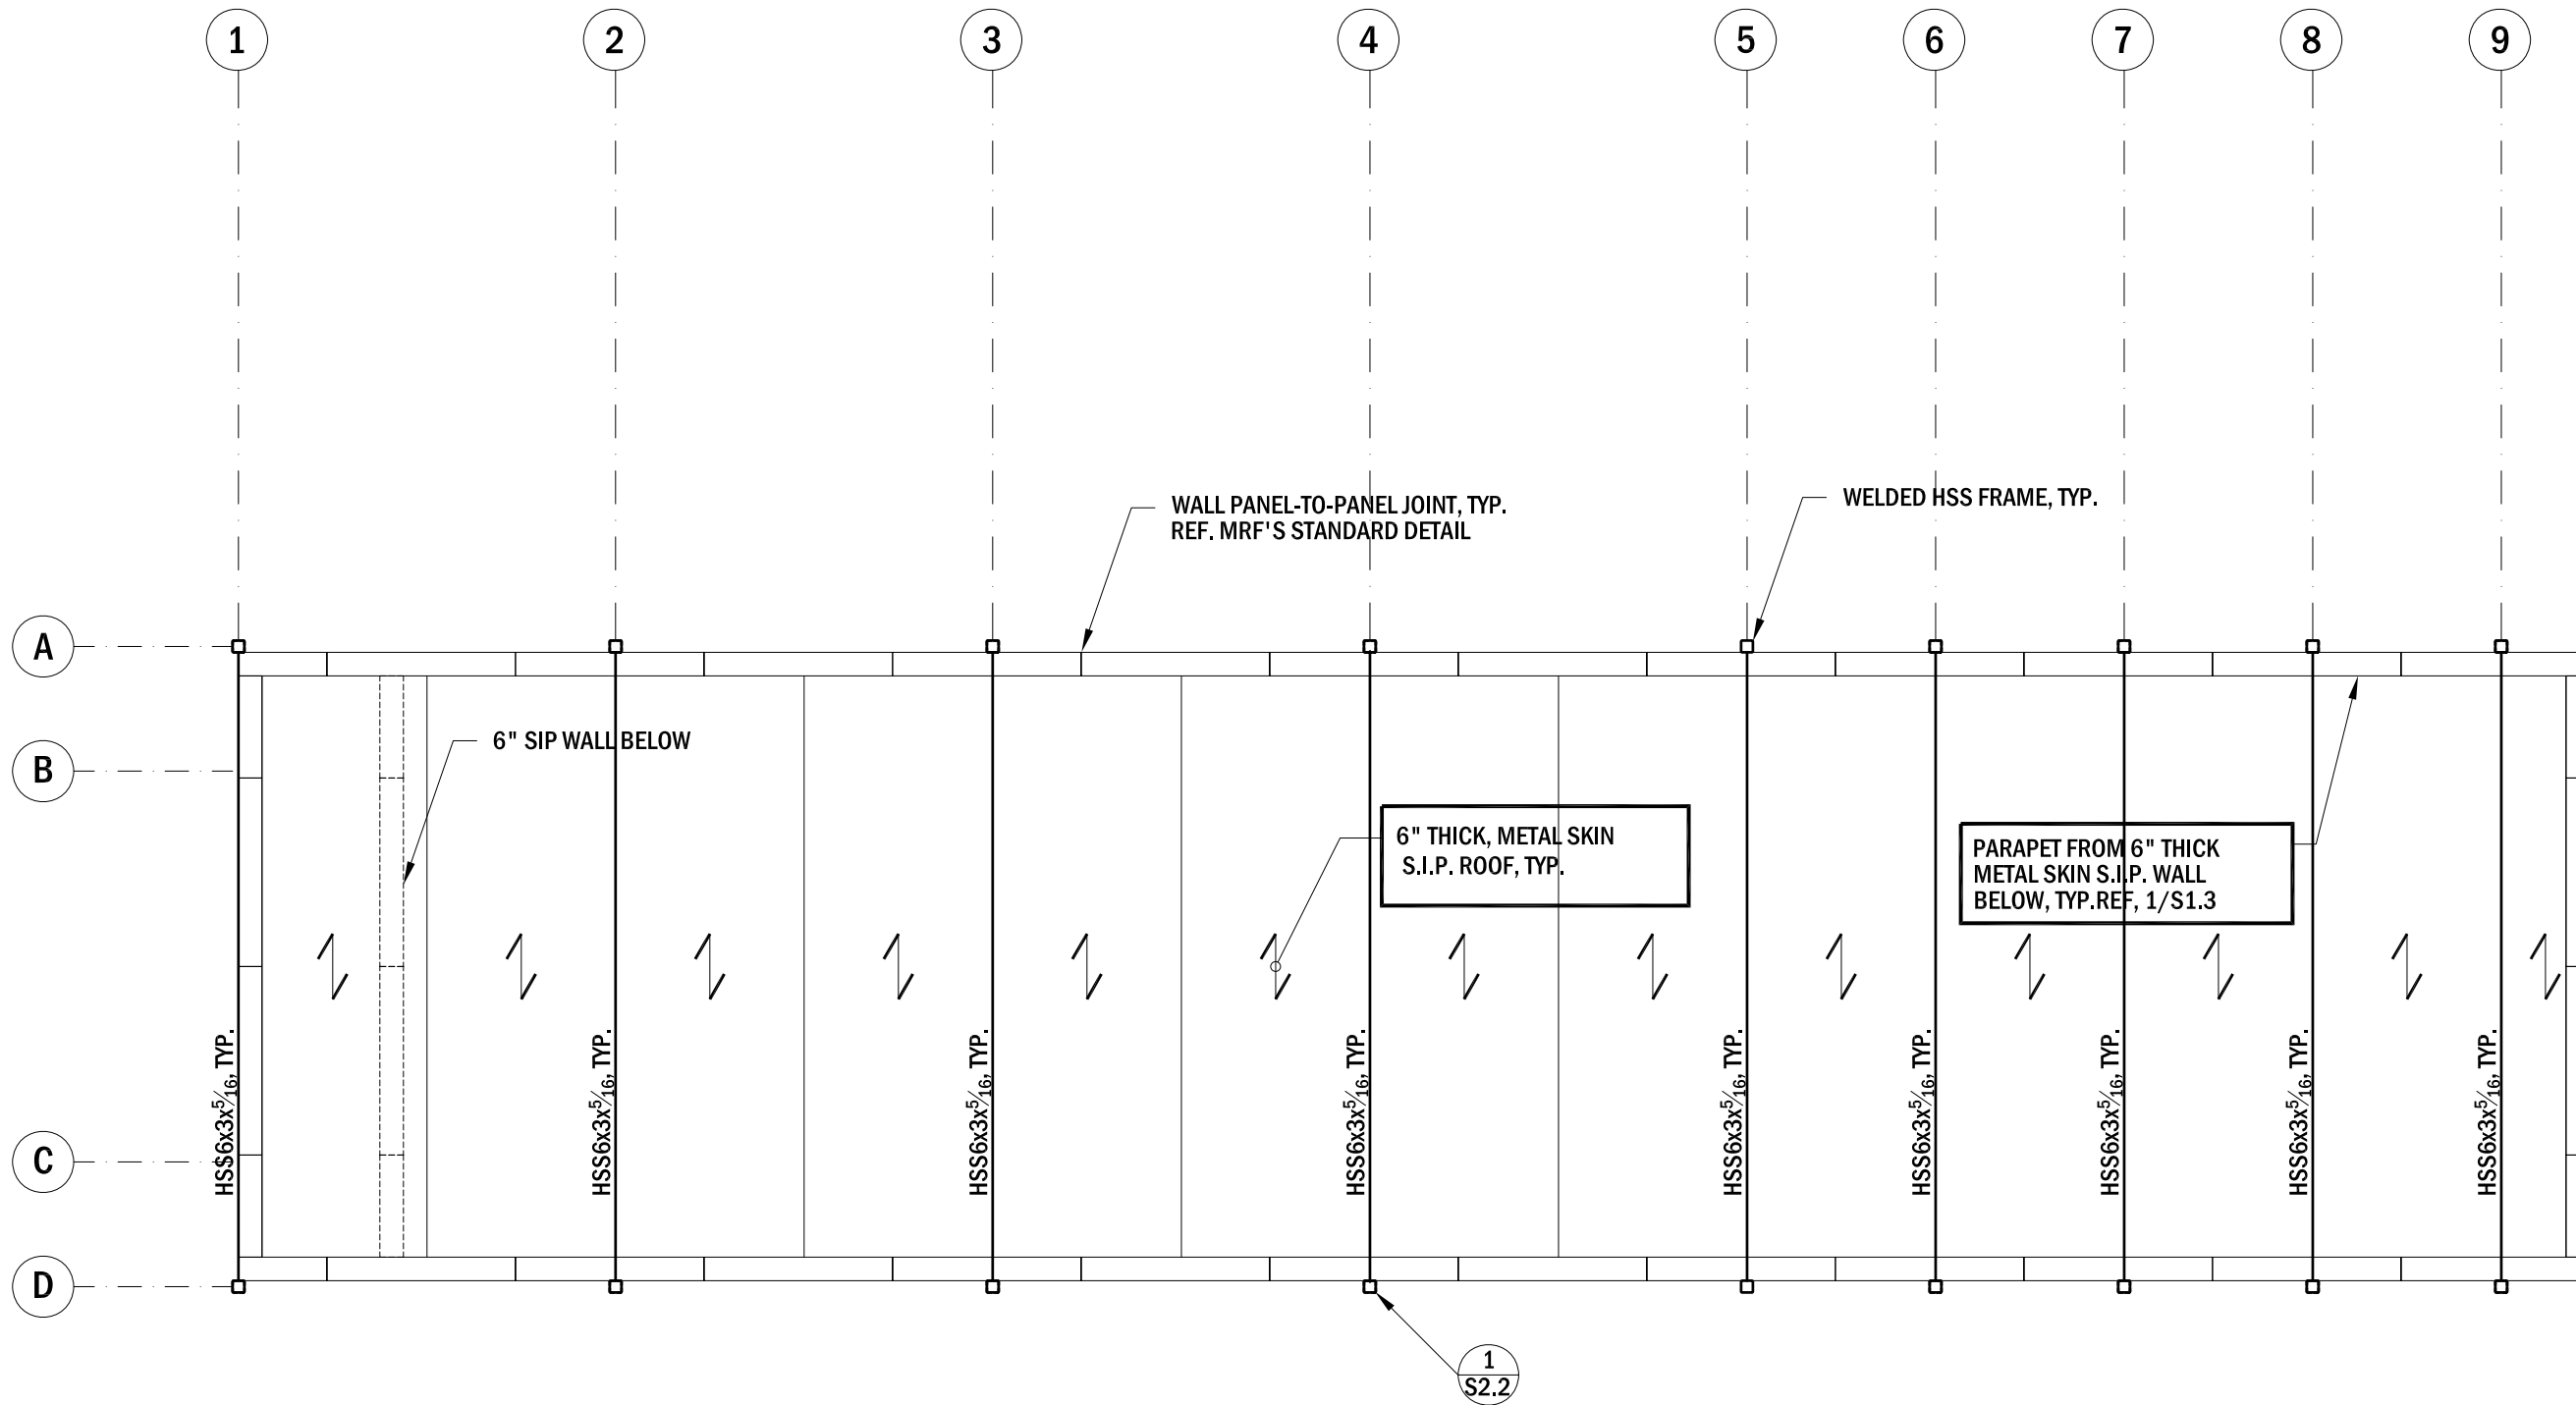 1
2
3
4
5
6
7
8
9
WALL PANEL-TO-PANEL JOINT, TYP.
REF. MRF'S STANDARD DETAIL
WELDED HSS FRAME, TYP.
A
B
C
D
6" SIP WALL BELOW
6" THICK, METAL SKIN
S.I.P. ROOF, TYP.
PARAPET FROM 6" THICK
METAL SKIN S.I.P. WALL
BELOW, TYP.REF, 1/S1.3
HSS6x3x5/16, TYP.
HSS6x3x5/16, TYP.
HSS6x3x5/16, TYP.
HSS6x3x5/16, TYP.
HSS6x3x5/16, TYP.
HSS6x3x5/16, TYP.
HSS6x3x5/16, TYP.
HSS6x3x5/16, TYP.
HSS6x3x5/16, TYP.
1
S2.2